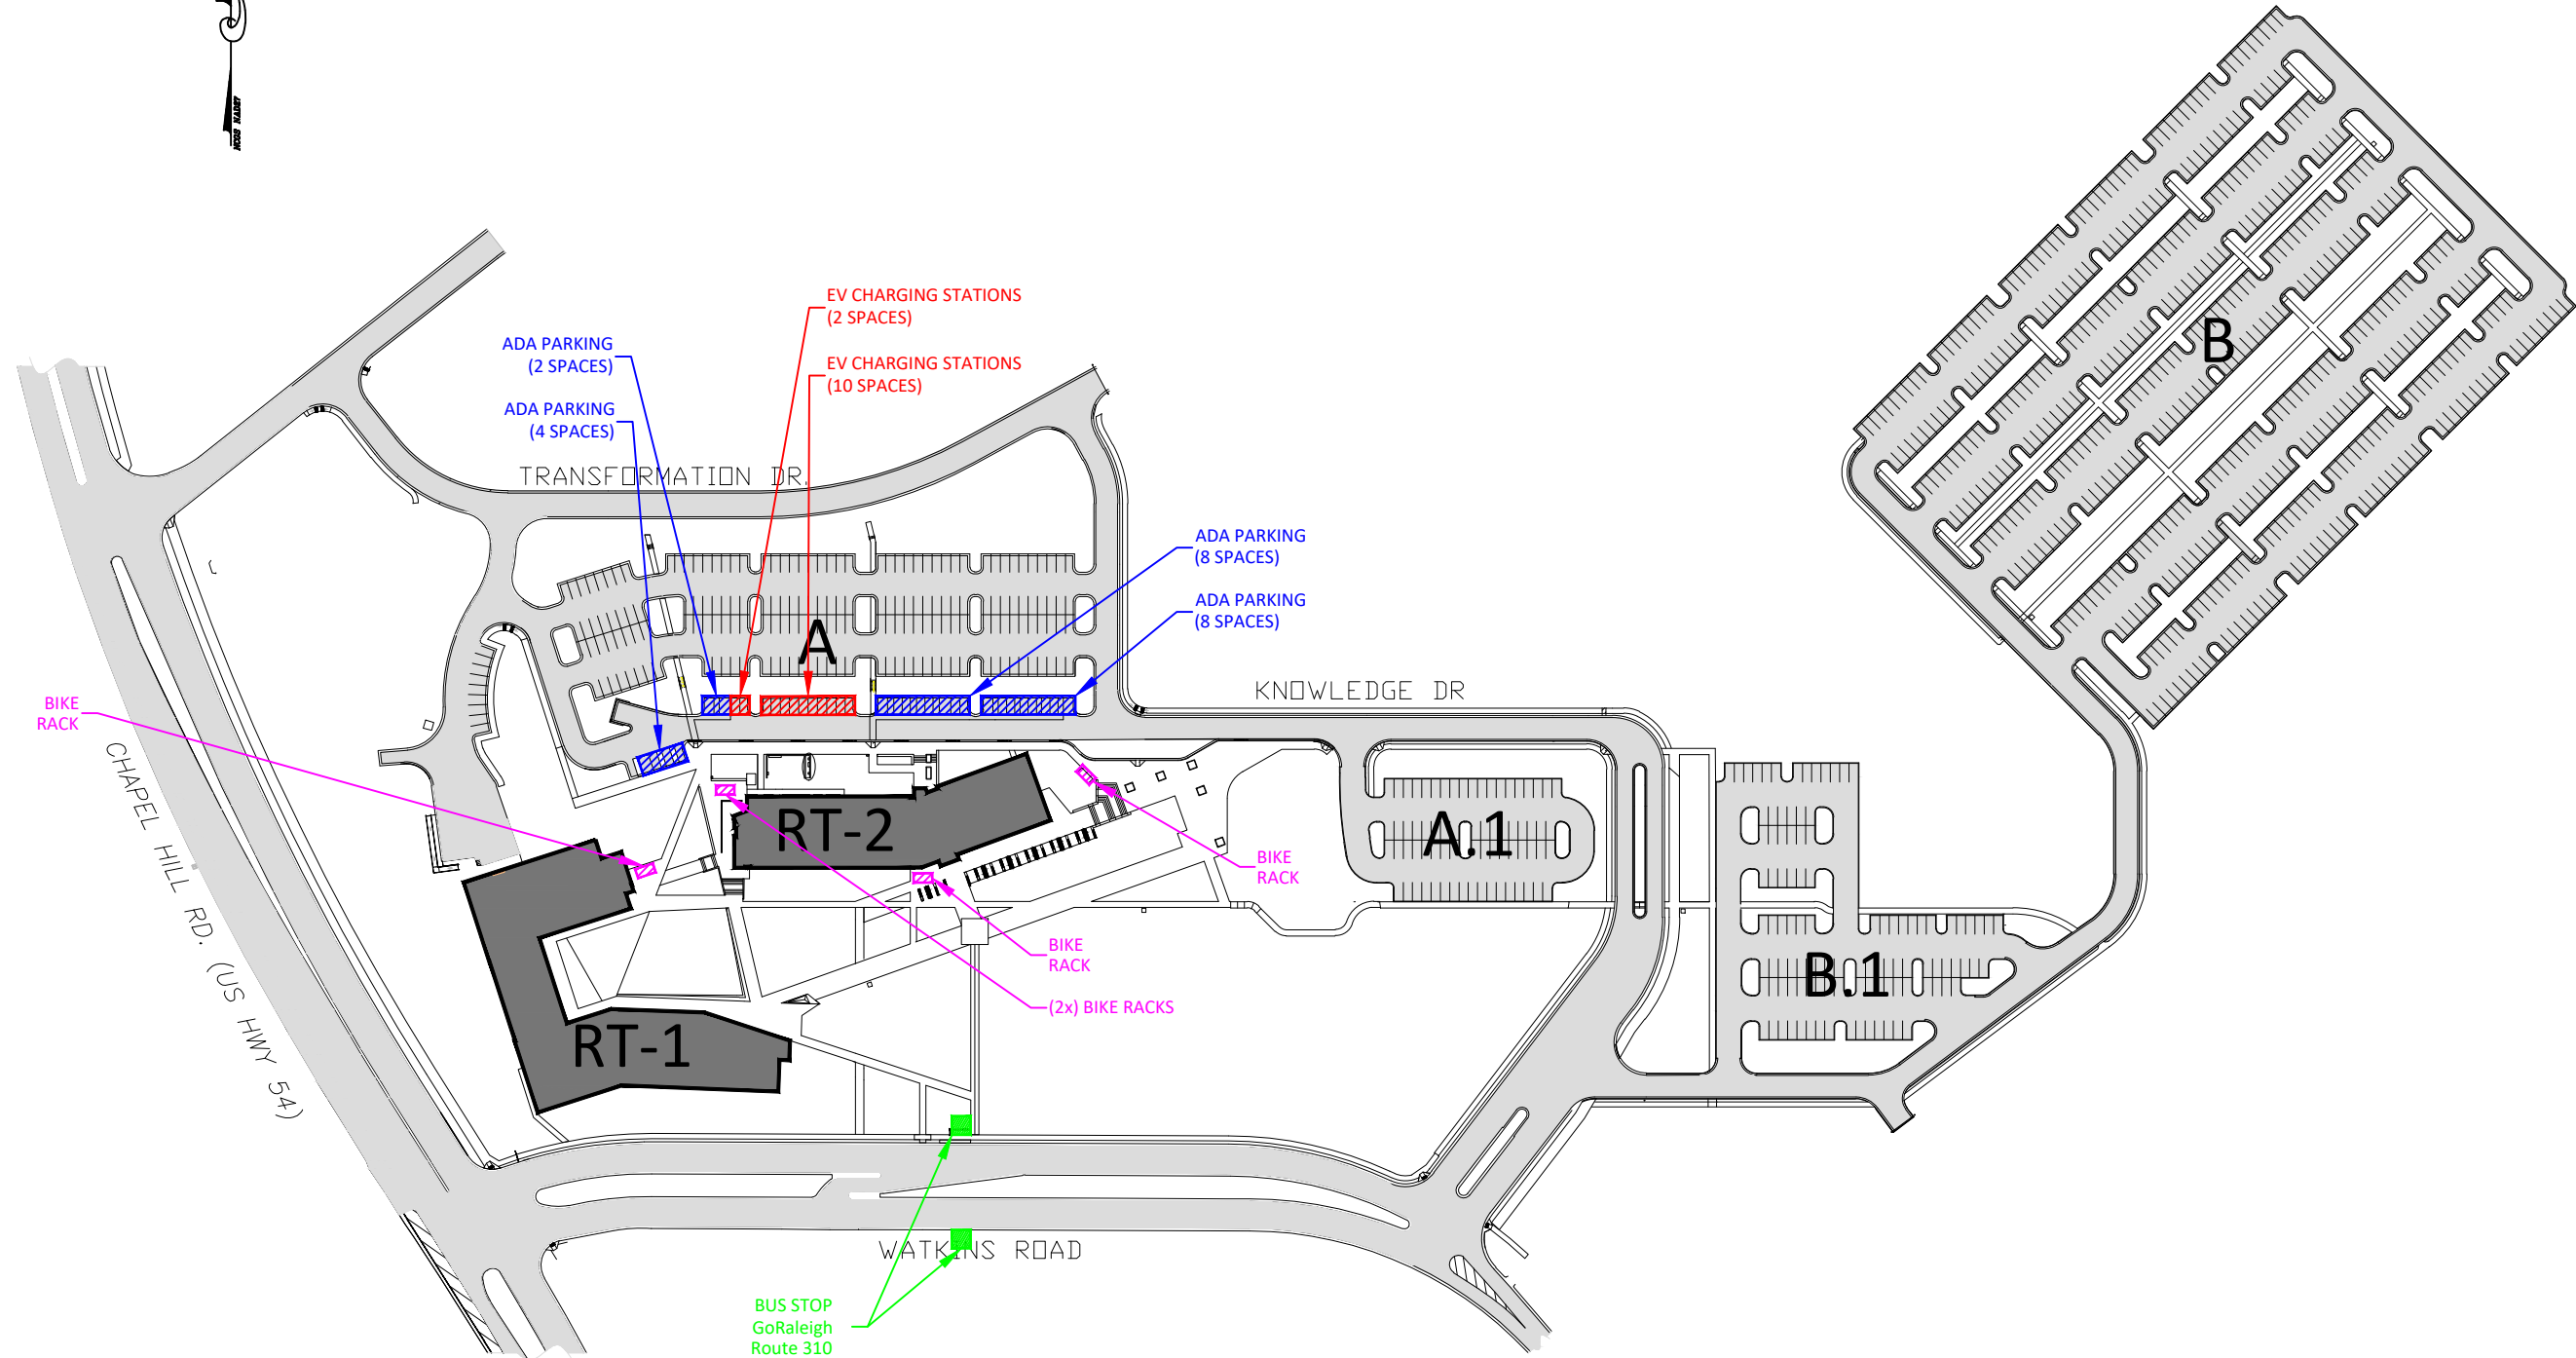 NCGS NAD27
EV CHARGING STATIONS
(2 SPACES)
ADA PARKING
(2 SPACES)
EV CHARGING STATIONS
(10 SPACES)
ADA PARKING
(4 SPACES)
B
TRANSFORMATION DR.
ADA PARKING
(8 SPACES)
ADA PARKING
(8 SPACES)
A
KNOWLEDGE DR
BIKE
RACK
CHAPEL HILL RD. (US HWY 54)
RT-2
A.1
BIKE
RACK
BIKE
RACK
B.1
(2x) BIKE RACKS
RT-1
WATKINS ROAD
BUS STOP
GoRaleigh
Route 310